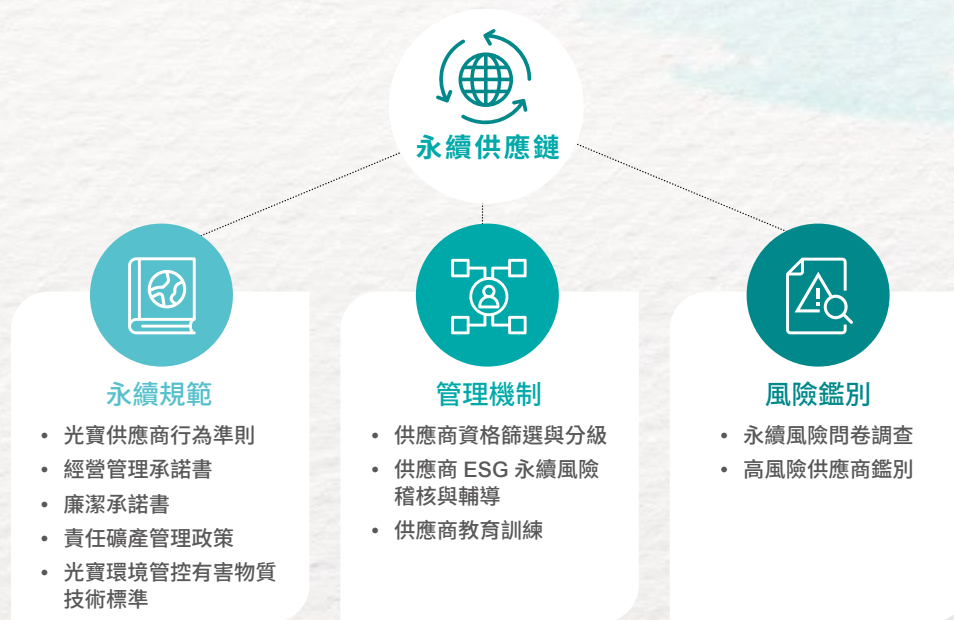 永續供應鏈
永續規範
• 光寶供應商行為準則
• 經營管理承諾書
• 廉潔承諾書
• 責任礦產管理政策
• 光寶環境管控有害物質
技術標準
管理機制
• 供應商資格篩選與分級
• 供應商 ESG 永續風險
稽核與輔導
• 供應商教育訓練
風險鑑別
• 永續風險問卷調查
• 高風險供應商鑑別